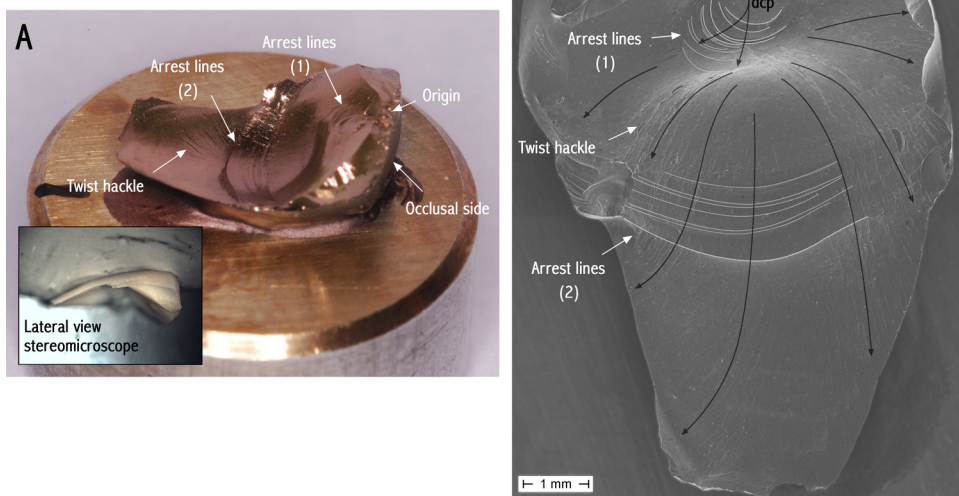 A
Arrest lines
(1)
Arrest lines
(2)
Origin
Twist hackle
Occlusal side
Lateral view
stereomicroscope
dcp
Arrest lines
(1)
Twist hackle
Arrest lines
(2)
1 mm